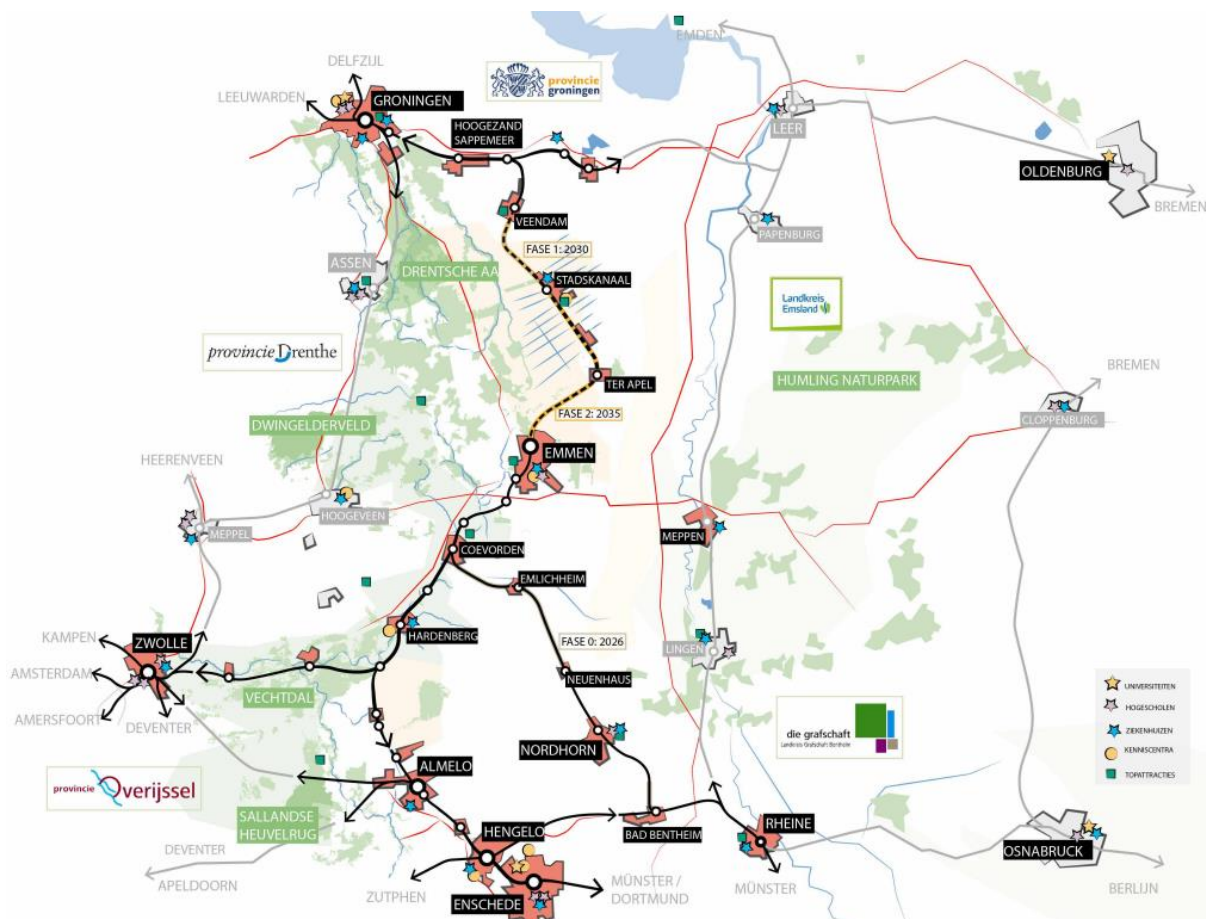 EMDEN
DELFZIJL
LEEUWARDEN
GRONINGEN
provincie
groningen
HOOGEZAND
SAPPEMEER
LEER
OLDENBURG
BREMEN
VEENDAM
PAPENBURG
FASE 1: 2030
ASSEN
DRENTSCHE AA
STADSKANAAL
Landkreis
Emsland
provincie Drenthe
TER APEL
HUMLING NATURPARK
BREMEN
FASE 2: 2035
CLOPPENBURG
DWINGELDERVELD
EMMEN
HEERENVEEN
HOOGEVEEN
MEPPEL
MEPPEN
COEVORDEN
EMLICHHEIM
HARDENBERG
KAMPEN
ZWOLLE
FASE 0: 2026
LINGEN
AMSTERDAM
NEUENHAUS
VECHTDAL
UNIVERSITEITEN
HOGESCHOLEN
ZIEKENHUIZEN
KENNISCENTRA
TOPATTRACTIES
AMERSFOORT
DEVENTER
die grafschaft
Landkreis Grafschaft Bentheim
NORDHORN
ALMELO
provincie Overijssel
SALLANDSE
HEUVELRUG
HENGELO
BAD BENTHEIM
RHEINE
OSNABRUCK
DEVENTER
APELDOORN
ZUTPHEN
ENSCHEDE
MÜNSTER /
DORTMUND
MÜNSTER
BERLIJN